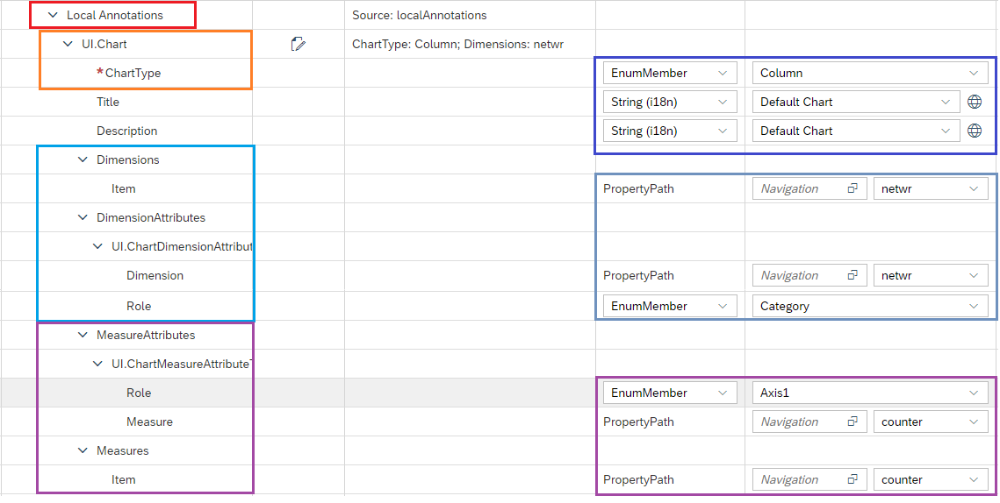 Local Annotations Source: localAnnotations
UI.Chart ChartType: Column; Dimensions: netwr
*ChartType EnumMember Column
Title String (i18n) Default Chart
Description String (i18n) Default Chart
Dimensions
Item PropertyPath Navigation netwr
DimensionAttributes
UI.ChartDimensionAttribut
Dimension PropertyPath Navigation netwr
Role EnumMember Category
MeasureAttributes
UI.ChartMeasureAttribute
Role EnumMember Axis1
Measure PropertyPath Navigation counter
Measures
Item PropertyPath Navigation counter